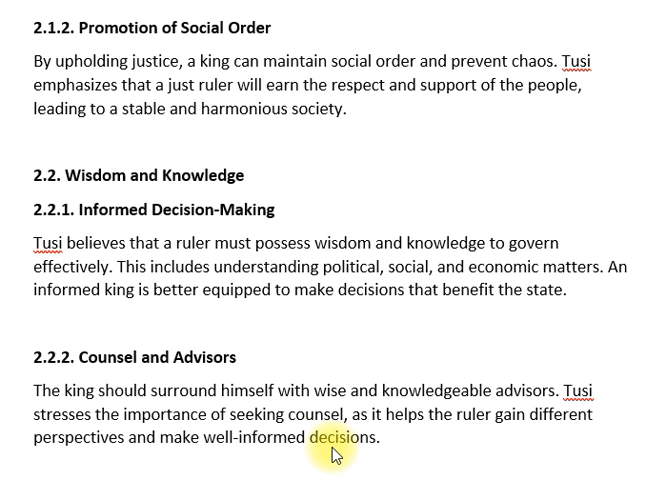 2.1.2. Promotion of Social Order
By upholding justice, a king can maintain social order and prevent chaos. Tusi
emphasizes that a just ruler will earn the respect and support of the people,
leading to a stable and harmonious society.
2.2. Wisdom and Knowledge
2.2.1. Informed Decision-Making
Tusi believes that a ruler must possess wisdom and knowledge to govern
effectively. This includes understanding political, social, and economic matters. An
informed king is better equipped to make decisions that benefit the state.
2.2.2. Counsel and Advisors
The king should surround himself with wise and knowledgeable advisors. Tusi
stresses the importance of seeking counsel, as it helps the ruler gain different
perspectives and make well-informed decisions.